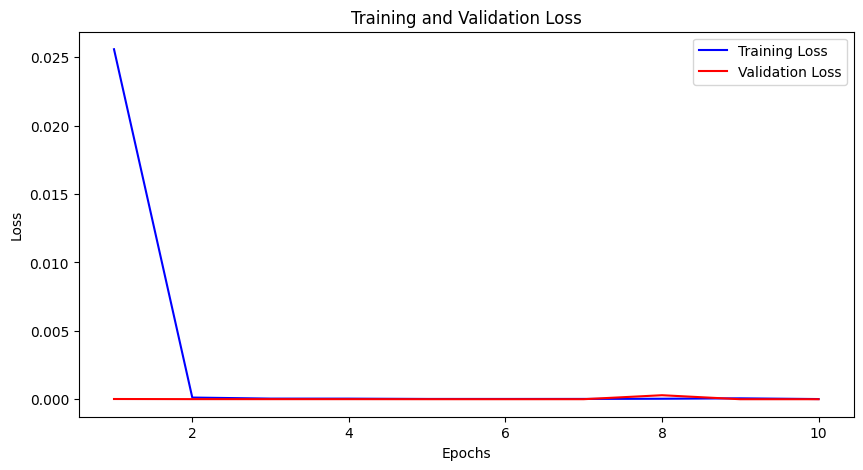 Training and Validation Loss
Training Loss
Validation Loss
0.025
0.020
0.015
0.010
0.005
0.000
Loss
2
4
6
8
10
Epochs